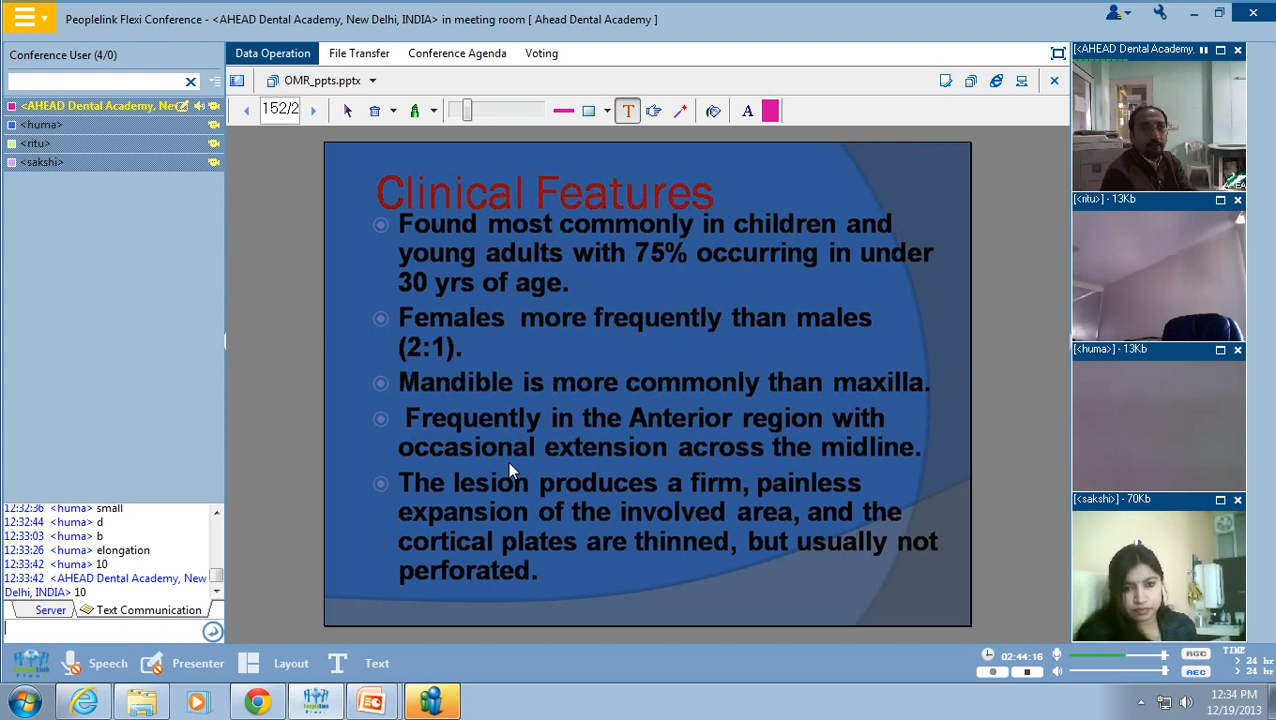 Peoplelink Flexi Conference - <AHEAD Dental Academy, New Delhi, INDIA> in meeting room [ Ahead Dental Academy ]
Conference User (4/0)
<AHEAD Dental Academy, Nev
<huma>
<ritu>
<sakshi>
12:32:36 <huma> small
12:32:44 <huma> d
12:33:03 <huma> b
12:33:26 <huma> elongation
12:33:42 <huma> 10
12:33:42 <AHEAD Dental Academy, New
Delhi, INDIA> 10
Server Text Communication
Data Operation File Transfer Conference Agenda Voting
OMR_ppts.pptx
152/2
T A
Clinical Features
Found most commonly in children and
young adults with 75% occurring in under
30 yrs of age.
Females more frequently than males
(2:1).
Mandible is more commonly than maxilla.
Frequently in the Anterior region with
occasional extension across the midline.
The lesion produces a firm, painless
expansion of the involved area, and the
cortical plates are thinned, but usually not
perforated.
[<AHEAD Dental Academy,
[<ritu>] - 13Kb
[<huma>] - 13Kb
[<sakshi>] - 70Kb
Speech Presenter Layout Text
02:44:16
AGC
AEC
TIME
> 24 hr
> 24 hr
12:34 PM
12/19/2013